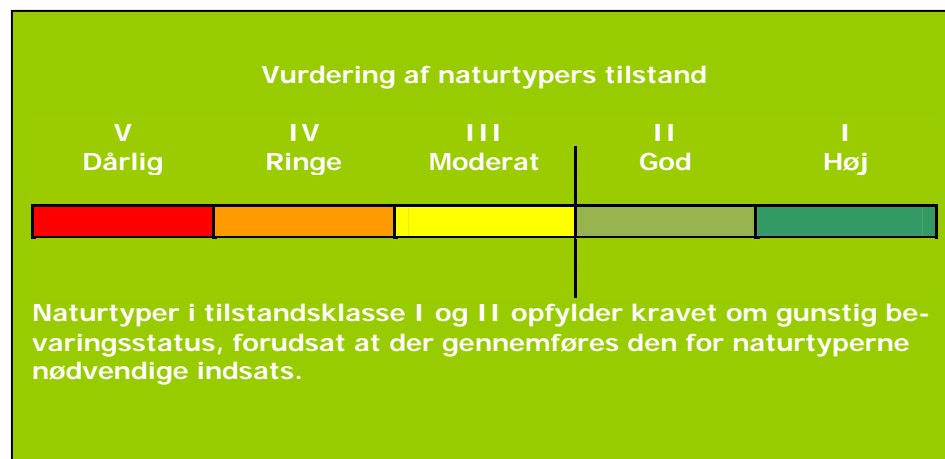 Vurdering af naturtypers tilstand
V IV III II I
Dårlig Ringe Moderat God Høj
Naturtyper i tilstandsklasse I og II opfylder kravet om gunstig be-
varingsstatus, forudsat at der gennemføres den for naturtyperne
nødvendige indsats.